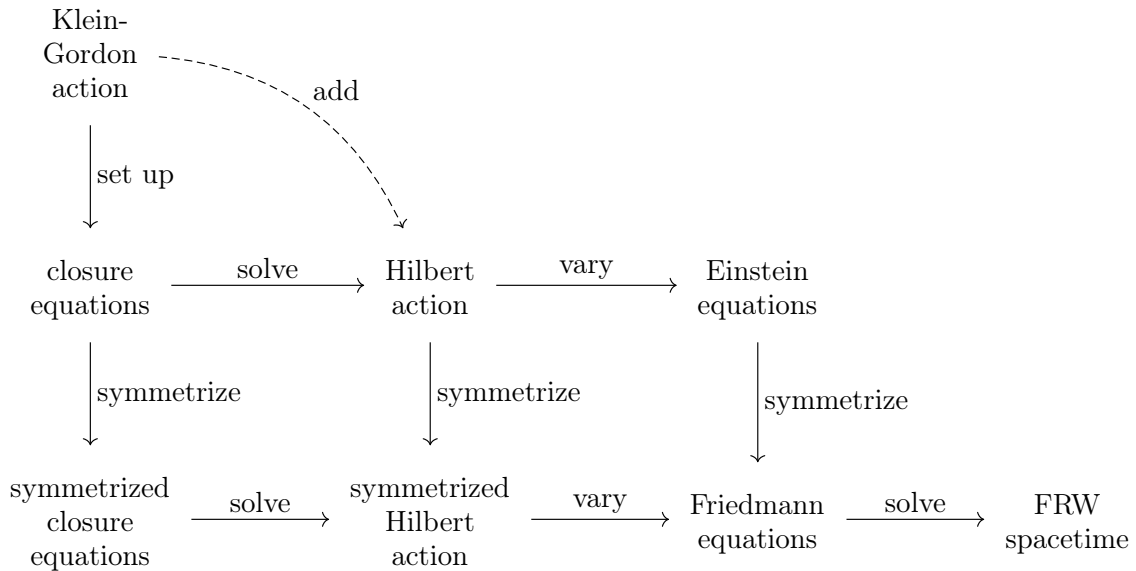 Klein-
Gordon
action
add
set up
closure
equations
solve
Hilbert
action
vary
Einstein
equations
symmetrize
symmetrize
symmetrize
symmetrized
closure
equations
solve
symmetrized
Hilbert
action
vary
Friedmann
equations
solve
FRW
spacetime